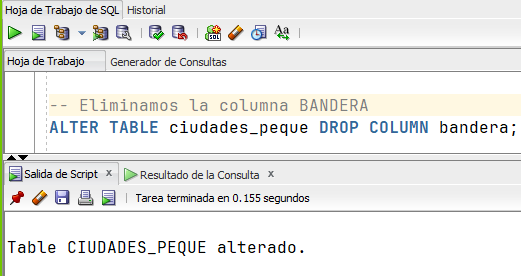 Hoja de Trabajo de SQL Historial
SQL Aa
Hoja de Trabajo Generador de Consultas
-- Eliminamos la columna BANDERA
ALTER TABLE ciudades_peque DROP COLUMN bandera;
Salida de Script x Resultado de la Consulta x
Tarea terminada en 0.155 segundos
Table CIUDADES_PEQUE alterado.